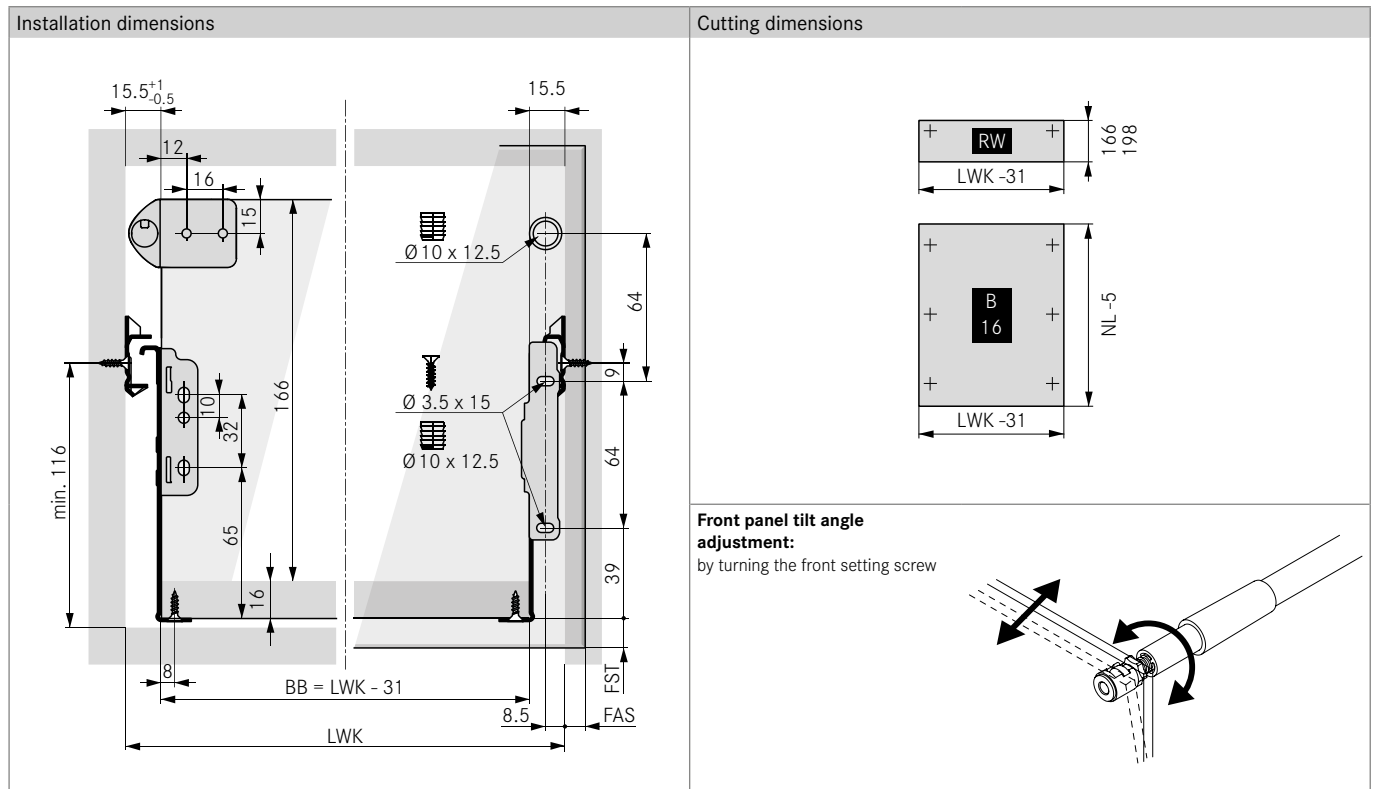 Installation dimensions
Cutting dimensions
15.5 +1 -0.5
15.5
12
16
15
Ø10 x 12.5
64
9
10
32
166
Ø 3.5 x 15
Ø10 x 12.5
64
min. 116
65
39
16
8
BB = LWK - 31
8.5
FST
FAS
LWK
RW
166
198
LWK -31
B
16
NL -5
LWK -31
Front panel tilt angle
adjustment:
by turning the front setting screw